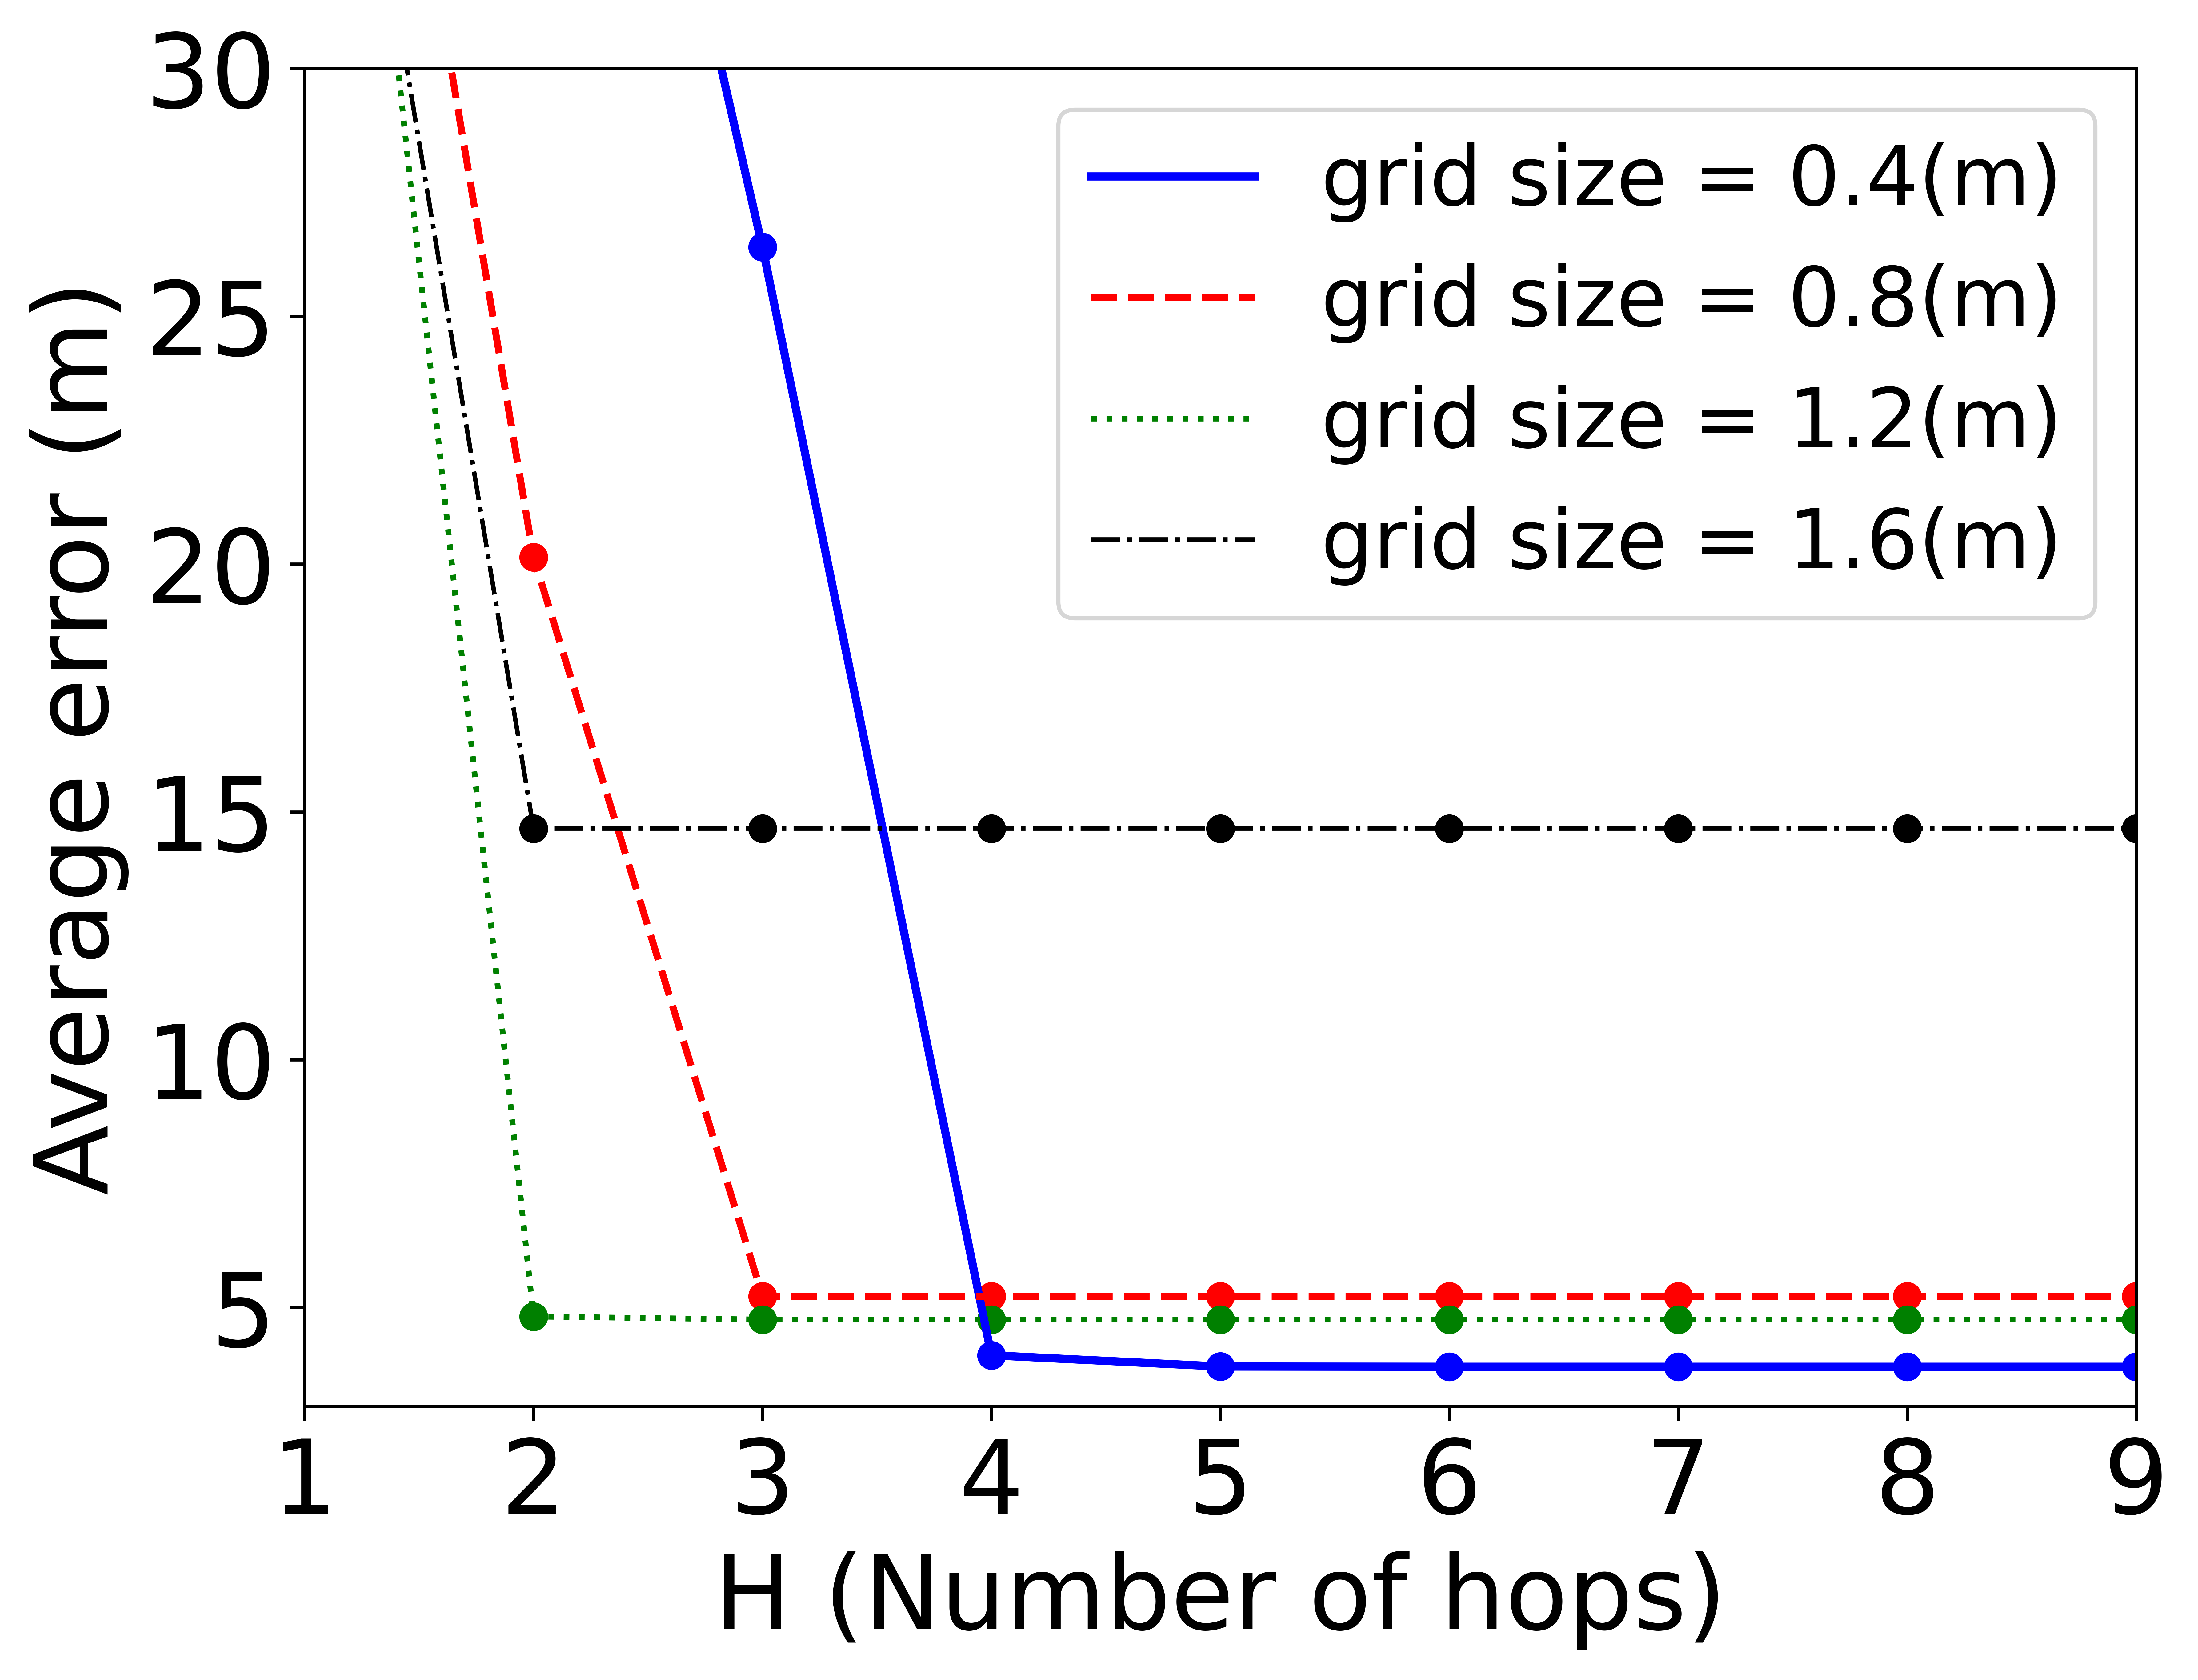 Average error (m)
30
25
20
15
10
5
grid size = 0.4(m)
grid size = 0.8(m)
grid size = 1.2(m)
grid size = 1.6(m)
1 2 3 4 5 6 7 8 9
H (Number of hops)